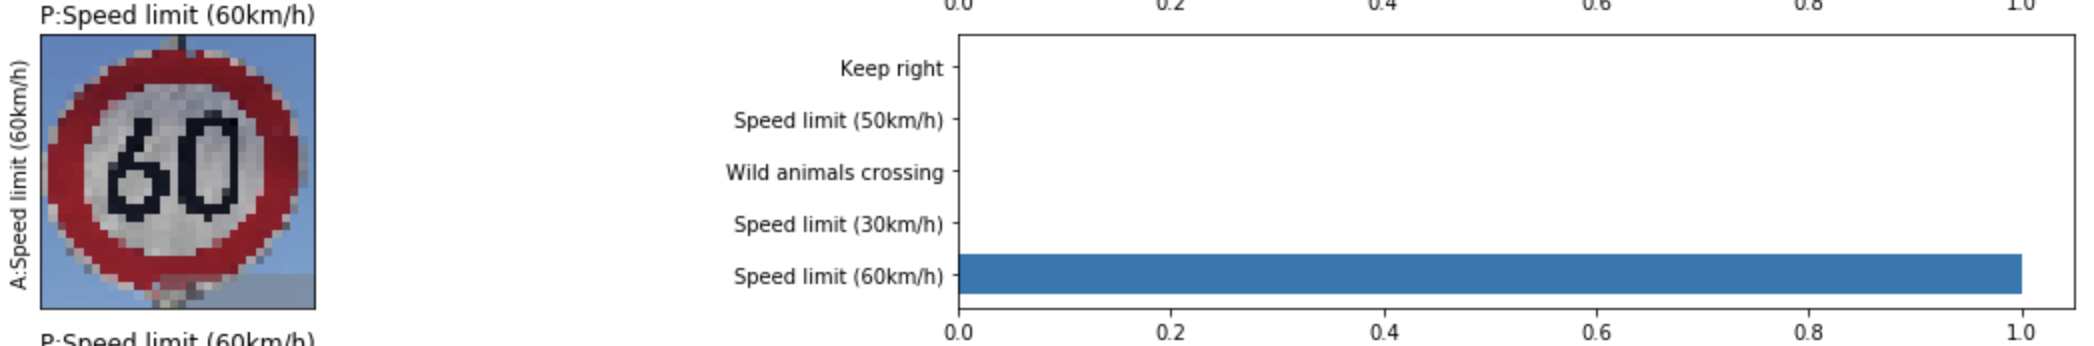 P:Speed limit (60km/h)
0.0 0.2 0.4 0.6 0.8 1.0
A:Speed limit (60km/h)
60
Keep right
Speed limit (50km/h)
Wild animals crossing
Speed limit (30km/h)
Speed limit (60km/h)
0.0 0.2 0.4 0.6 0.8 1.0
P:Speed limit (60km/h)